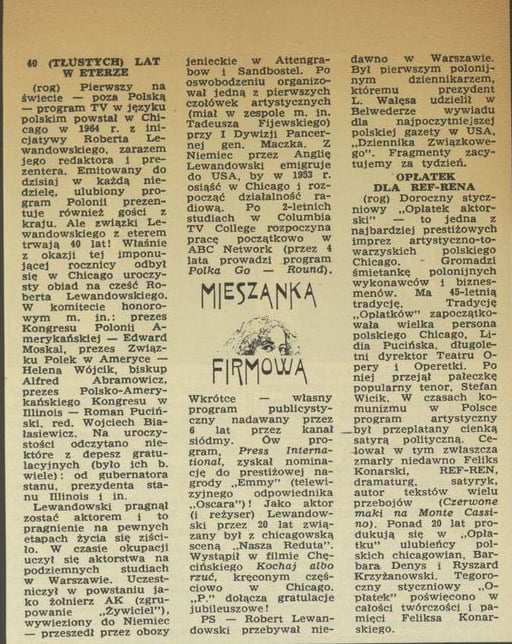 40 (TŁUSTYCH) LAT
W ETERZE
(rog) Pierwszy na
świecie — poza Polską
— program TV w języku
polskim powstał w Chi-
cago w 1964 r. z ini-
cjatywy Roberta Le-
wandowskiego, zarazem
jego redaktora i pre-
zentera. Emitowany do
dzisiaj w każdą nie-
dzielę, ulubiony pro-
gram Polonii prezen-
tuje również gości z
kraju. Ale związki Le-
wandowskiego z eterem
trwają 40 lat! Właśnie
z okazji tej imponu-
jącej rocznicy odbył
się w Chicago uroczy-
sty obiad na cześć Ro-
berta Lewandowskiego.
W komitecie honoro-
wym m. in.: prezes
Kongresu Polonii A-
merykańskiej — Edward
Moskal, prezes Związ-
ku Polek w Ameryce —
Helena Wójcik, biskup
Alfred Abramowicz,
prezes Polsko-Amery-
kańskiego Kongresu w
Illinois — Roman Puciń-
ski, red. Wojciech Bia-
łasiewicz. Na uroczy-
stości odczytano nie-
które z depesz gratu-
lacyjnych (było ich b.
wiele): od gubernatora
stanu, prezydenta sta-
nu Illinois i in.
Lewandowski pragnął
zostać aktorem i to
pragnienie na pewnych
etapach życia się ziści-
ło. W czasie okupacji
uczył się aktorstwa na
podziemnych studiach
w Warszawie. Uczest-
niczył w powstaniu ja-
ko żołnierz AK (zgru-
powanie „Żywiciel"),
wywieziony do Niemiec
— przeszedł przez obozy
jenieckie w Attengra-
bow i Sandbostel. Po
oswobodzeniu organizo-
wał jedną z pierwszych
czołówek artystycznych
(miał w zespole m. in.
Tadeusza Fijewskiego)
przy I Dywizji Pancer-
nej gen. Maczka. Z
Niemiec przez Anglię
Lewandowski emigruje
do USA, by w 1953 r.
osiąść w Chicago i roz-
począć działalność ra-
diową. Po 2-letnich
studiach w Columbia
TV College rozpoczyna
pracę początkowo w
ABC Network (przez 4
lata prowadzi program
Polka Go — Round).
MIESZANKA
FIRMOWA
Wkrótce — własny
program publicysty-
czny nadawany przez
6 lat przez kanał
siódmy. Ów pro-
gram, Press Interna-
tional, zyskał nomina-
cję do prestiżowej na-
grody „Emmy" (telewi-
zyjnego odpowiednika
„Oscara")! Jako aktor
(i reżyser) Lewandow-
ski przez 20 lat zwią-
zany był z chicagowską
sceną „Nasza Reduta".
Wystąpił w filmie Chę-
cińskiego Kochaj albo
rzuć, kręconym częś-
ciowo w Chicago.
„P." dołącza gratulacje
jubileuszowe!
PS — Robert Lewan-
dowski przebywał nie-
dawno w Warszawie.
Był pierwszym polonij-
nym dziennikarzem,
któremu prezydent
L. Wałęsa udzielił w
Belwederze wywiadu
dla najpoczytniejszej
polskiej gazety w USA,
„Dziennika Związkowe-
go". Fragmenty zacy-
tujemy za tydzień.
OPŁATEK
DLA REF-RENA
(rog) Doroczny stycz-
niowy „Opłatek aktor-
ski" — to jedna z
najbardziej prestiżowych
imprez artystyczno-to-
warzyskich polskiego
Chicago. Gromadzi
śmietankę polonijnych
wykonawców i biznes-
menów. Ma 45-letnią
tradycję. Tradycję
„Opłatków" zapoczątko-
wała wielka persona
polskiego Chicago, Li-
dia Pucińska, długole-
tni dyrektor Teatru O-
pery i Operetki. Po
niej przejął pałeczkę
popularny tenor, Stefan
Wicik. W czasach ko-
munizmu w Polsce
program artystyczny
był przeplatany cienką
satyrą polityczną. Ce-
lował w tym zwłaszcza
zmarły niedawno Feliks
Konarski, REF-REN,
dramaturg, satyryk,
autor tekstów wielu
przebojów (Czerwone
maki na Monte Cassi-
no). Ponad 20 lat pro-
dukują się w „Opła-
tku" ulubieńcy pol-
skich chicagowian, Bar-
bara Denys i Ryszard
Krzyżanowski. Tegoro-
czny styczniowy „O-
płatek" poświęcono w
całości twórczości i pa-
mięci Feliksa Konar-
skiego.